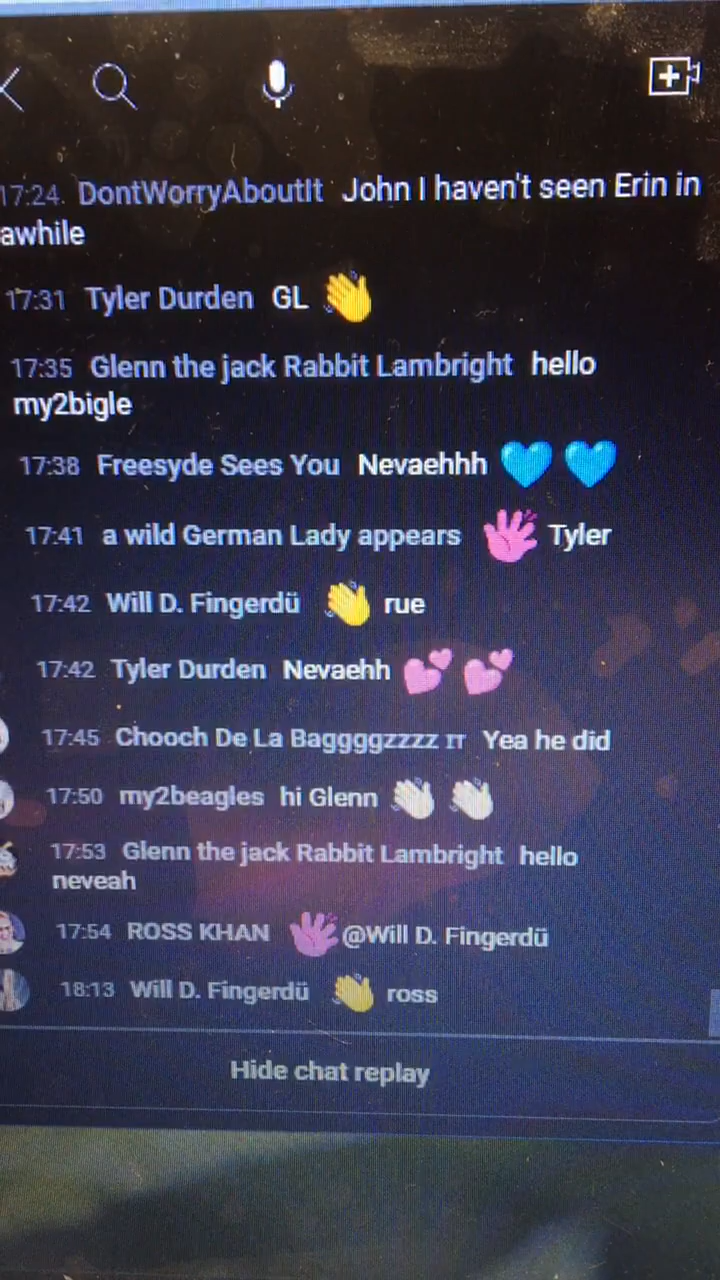 17:24 DontWorryAboutIt John I haven't seen Erin in
awhile
17:31 Tyler Durden GL 👋
17:35 Glenn the jack Rabbit Lambright hello
my2bigle
17:38 Freesyde Sees You Nevaehhh 💙 💙
17:41 a wild German Lady appears 👋 Tyler
17:42 Will D. Fingerdü 👋 rue
17:42 Tyler Durden Nevaehh 💕 💕
17:45 Chooch De La Baggggzzzz rr Yea he did
17:50 my2beagles hi Glenn 👋🏻 👋🏻
17:53 Glenn the jack Rabbit Lambright hello
neveah
17:54 ROSS KHAN 👋 @Will D. Fingerdü
18:13 Will D. Fingerdü 👋 ross
Hide chat replay